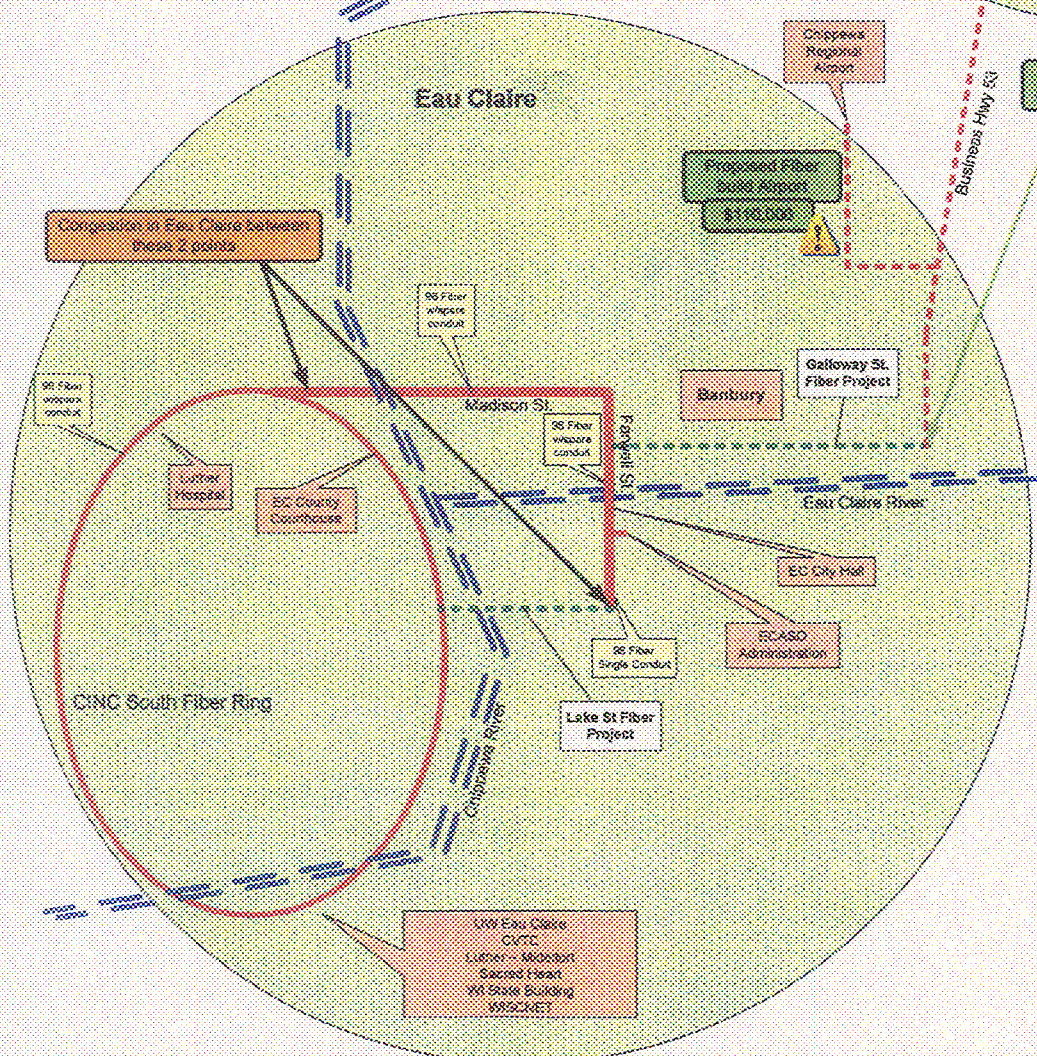 Chippewa
Regional
Airport
Eau Claire
Business Hwy 53
Proposed Fiber
build Airport
$110,000
Congestion in Eau Claire between
these 2 points
96 Fiber
w/spare
conduit
Galloway St.
Fiber Project
96 Fiber
w/spare
conduit
Banbury
Madison St.
Farwell St.
96 Fiber
w/spare
conduit
Luther
Hospital
EC County
Courthouse
Eau Claire River
EC City Hall
ECASD
Administration
96 Fiber
Single Conduit
CINC South Fiber Ring
Lake St Fiber
Project
Chippewa River
UW Eau Claire
CVTC
Luther - Midelfort
Sacred Heart
WI State Building
WISCNET